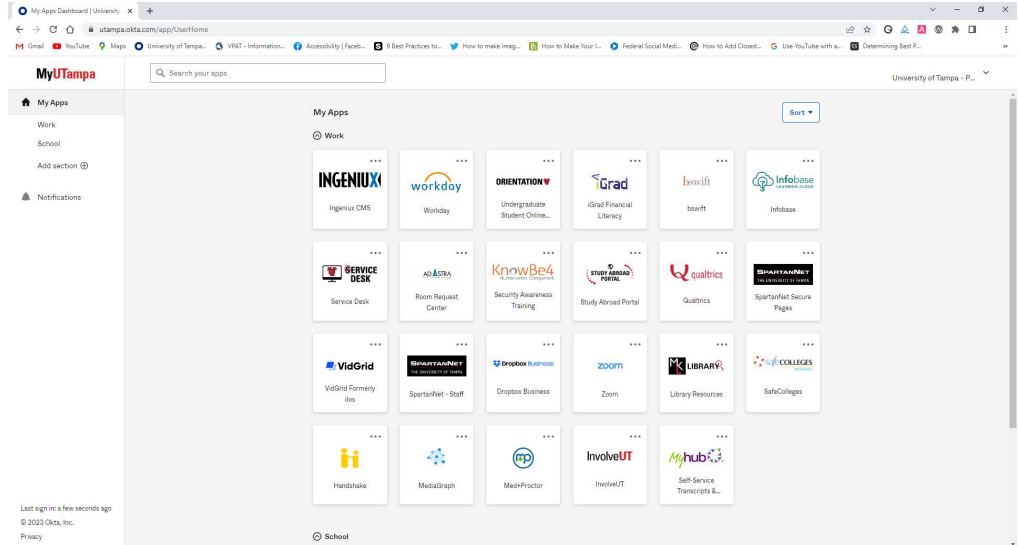 My Apps Dashboard | University
utampa.okta.com/app/UserHome
Gmail
YouTube
Maps
University of Tampa...
VPAT - Information...
Accessibility | Faceb...
9 Best Practices to...
How to make imag...
How to Make Your I...
Federal Social Medi...
How to Add Closed...
Use YouTube with a...
Determining Best P...
»
MyUTampa
Search your apps
University of Tampa - P...
My Apps
Work
School
Add section
Notifications
My Apps
Sort
Work
INGENIUX
workday
ORIENTATION
iGrad
bswift
Infobase
LEARNING CLOUD
Ingeniux CMS
Workday
Undergraduate
Student Online...
iGrad Financial
Literacy
bswift
Infobase
SERVICE
DESK
AD ASTRA
KnowBe4
Human error. Conquered.
STUDY ABROAD
PORTAL
qualtrics
SPARTANNET
THE UNIVERSITY OF TAMPA
Service Desk
Room Request
Center
Security Awareness
Training
Study Abroad Portal
Qualtrics
SpartanNet Secure
Pages
VidGrid
SPARTANNET
THE UNIVERSITY OF TAMPA
Dropbox Business
zoom
MK LIBRARY
SafeCOLLEGES
VidGrid Formerly
ilos
SpartanNet - Staff
Dropbox Business
Zoom
Library Resources
SafeColleges
mp
InvolveUT
Myhub
Handshake
MediaGraph
Med+Proctor
InvolveUT
Self-Service
Transcripts &...
Last sign in: a few seconds ago
© 2023 Okta, Inc.
Privacy
School